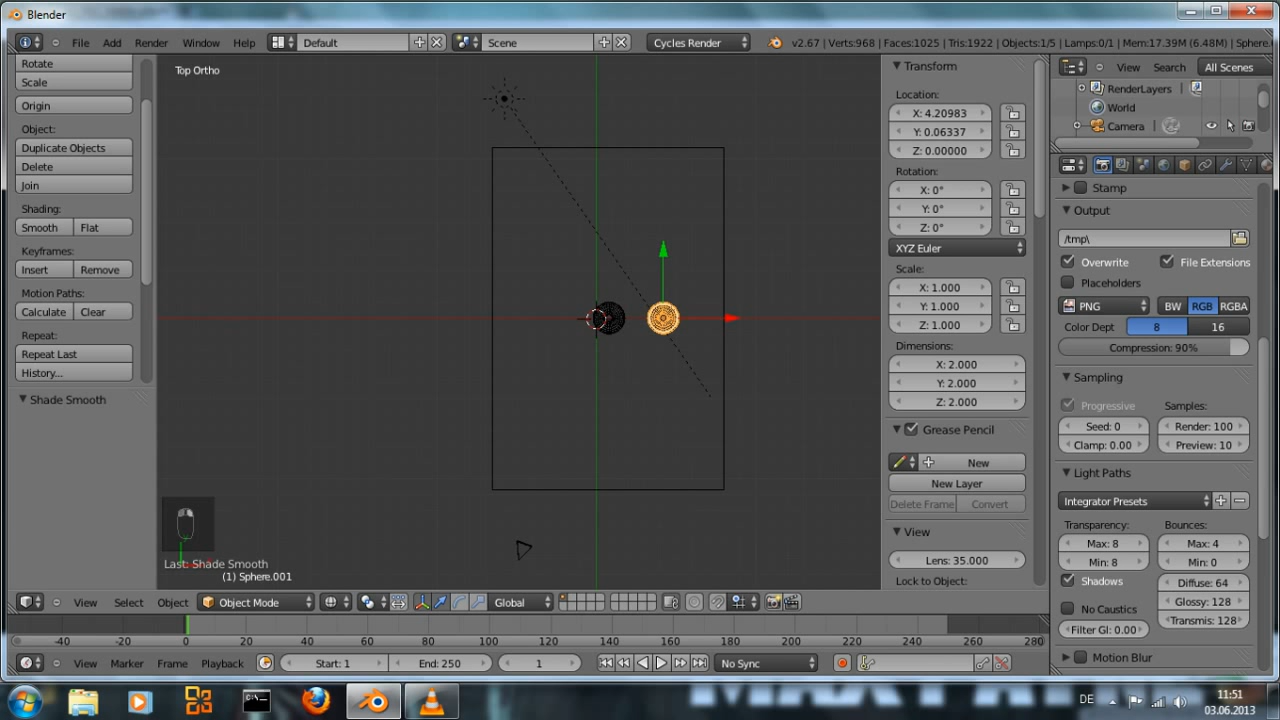 Blender
File Add Render Window Help Default Scene Cycles Render v2.67 | Verts:968 | Faces:1025 | Tris:1922 | Objects:1/5 | Lamps:0/1 | Mem:17.39M (6.48M) | Sphere.
Rotate
Scale
Origin
Object:
Duplicate Objects
Delete
Join
Shading:
Smooth Flat
Keyframes:
Insert Remove
Motion Paths:
Calculate Clear
Repeat:
Repeat Last
History...
Shade Smooth
Top Ortho
Last: Shade Smooth
(1) Sphere.001
Transform
Location:
X: 4.20983
Y: 0.06337
Z: 0.00000
Rotation:
X: 0°
Y: 0°
Z: 0°
XYZ Euler
Scale:
X: 1.000
Y: 1.000
Z: 1.000
Dimensions:
X: 2.000
Y: 2.000
Z: 2.000
Grease Pencil
New
New Layer
Delete Frame Convert
View
Lens: 35.000
Lock to Object:
View Search All Scenes
RenderLayers
World
Camera
Stamp
Output
/tmp\
Overwrite File Extensions
Placeholders
PNG BW RGB RGBA
Color Dept 8 16
Compression: 90%
Sampling
Progressive Samples:
Seed: 0 Render: 100
Clamp: 0.00 Preview: 10
Light Paths
Integrator Presets
Transparency: Bounces:
Max: 8 Max: 4
Min: 8 Min: 0
Shadows Diffuse: 64
No Caustics Glossy: 128
Filter Gl: 0.00 Transmis: 128
Motion Blur
View Select Object Object Mode Global
-40 -20 0 20 40 60 80 100 120 140 160 180 200 220 240 260 280
View Marker Frame Playback Start: 1 End: 250 1 No Sync
DE 11:51
03.06.2013